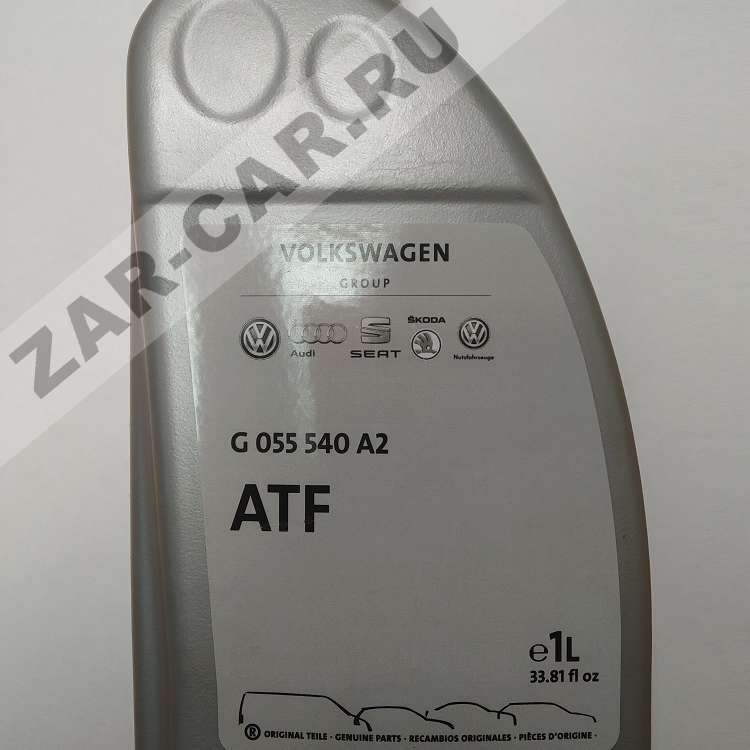 ZAR-CAR.RU
VOLKSWAGEN
GROUP
Audi
SEAT
ŠKODA
Nutzfahrzeuge
G 055 540 A2
ATF
e1L
33.81 fl oz
® ORIGINAL TEILE · GENUINE PARTS · RECAMBIOS ORIGINALES · PIÈCES D'ORIGINE ·